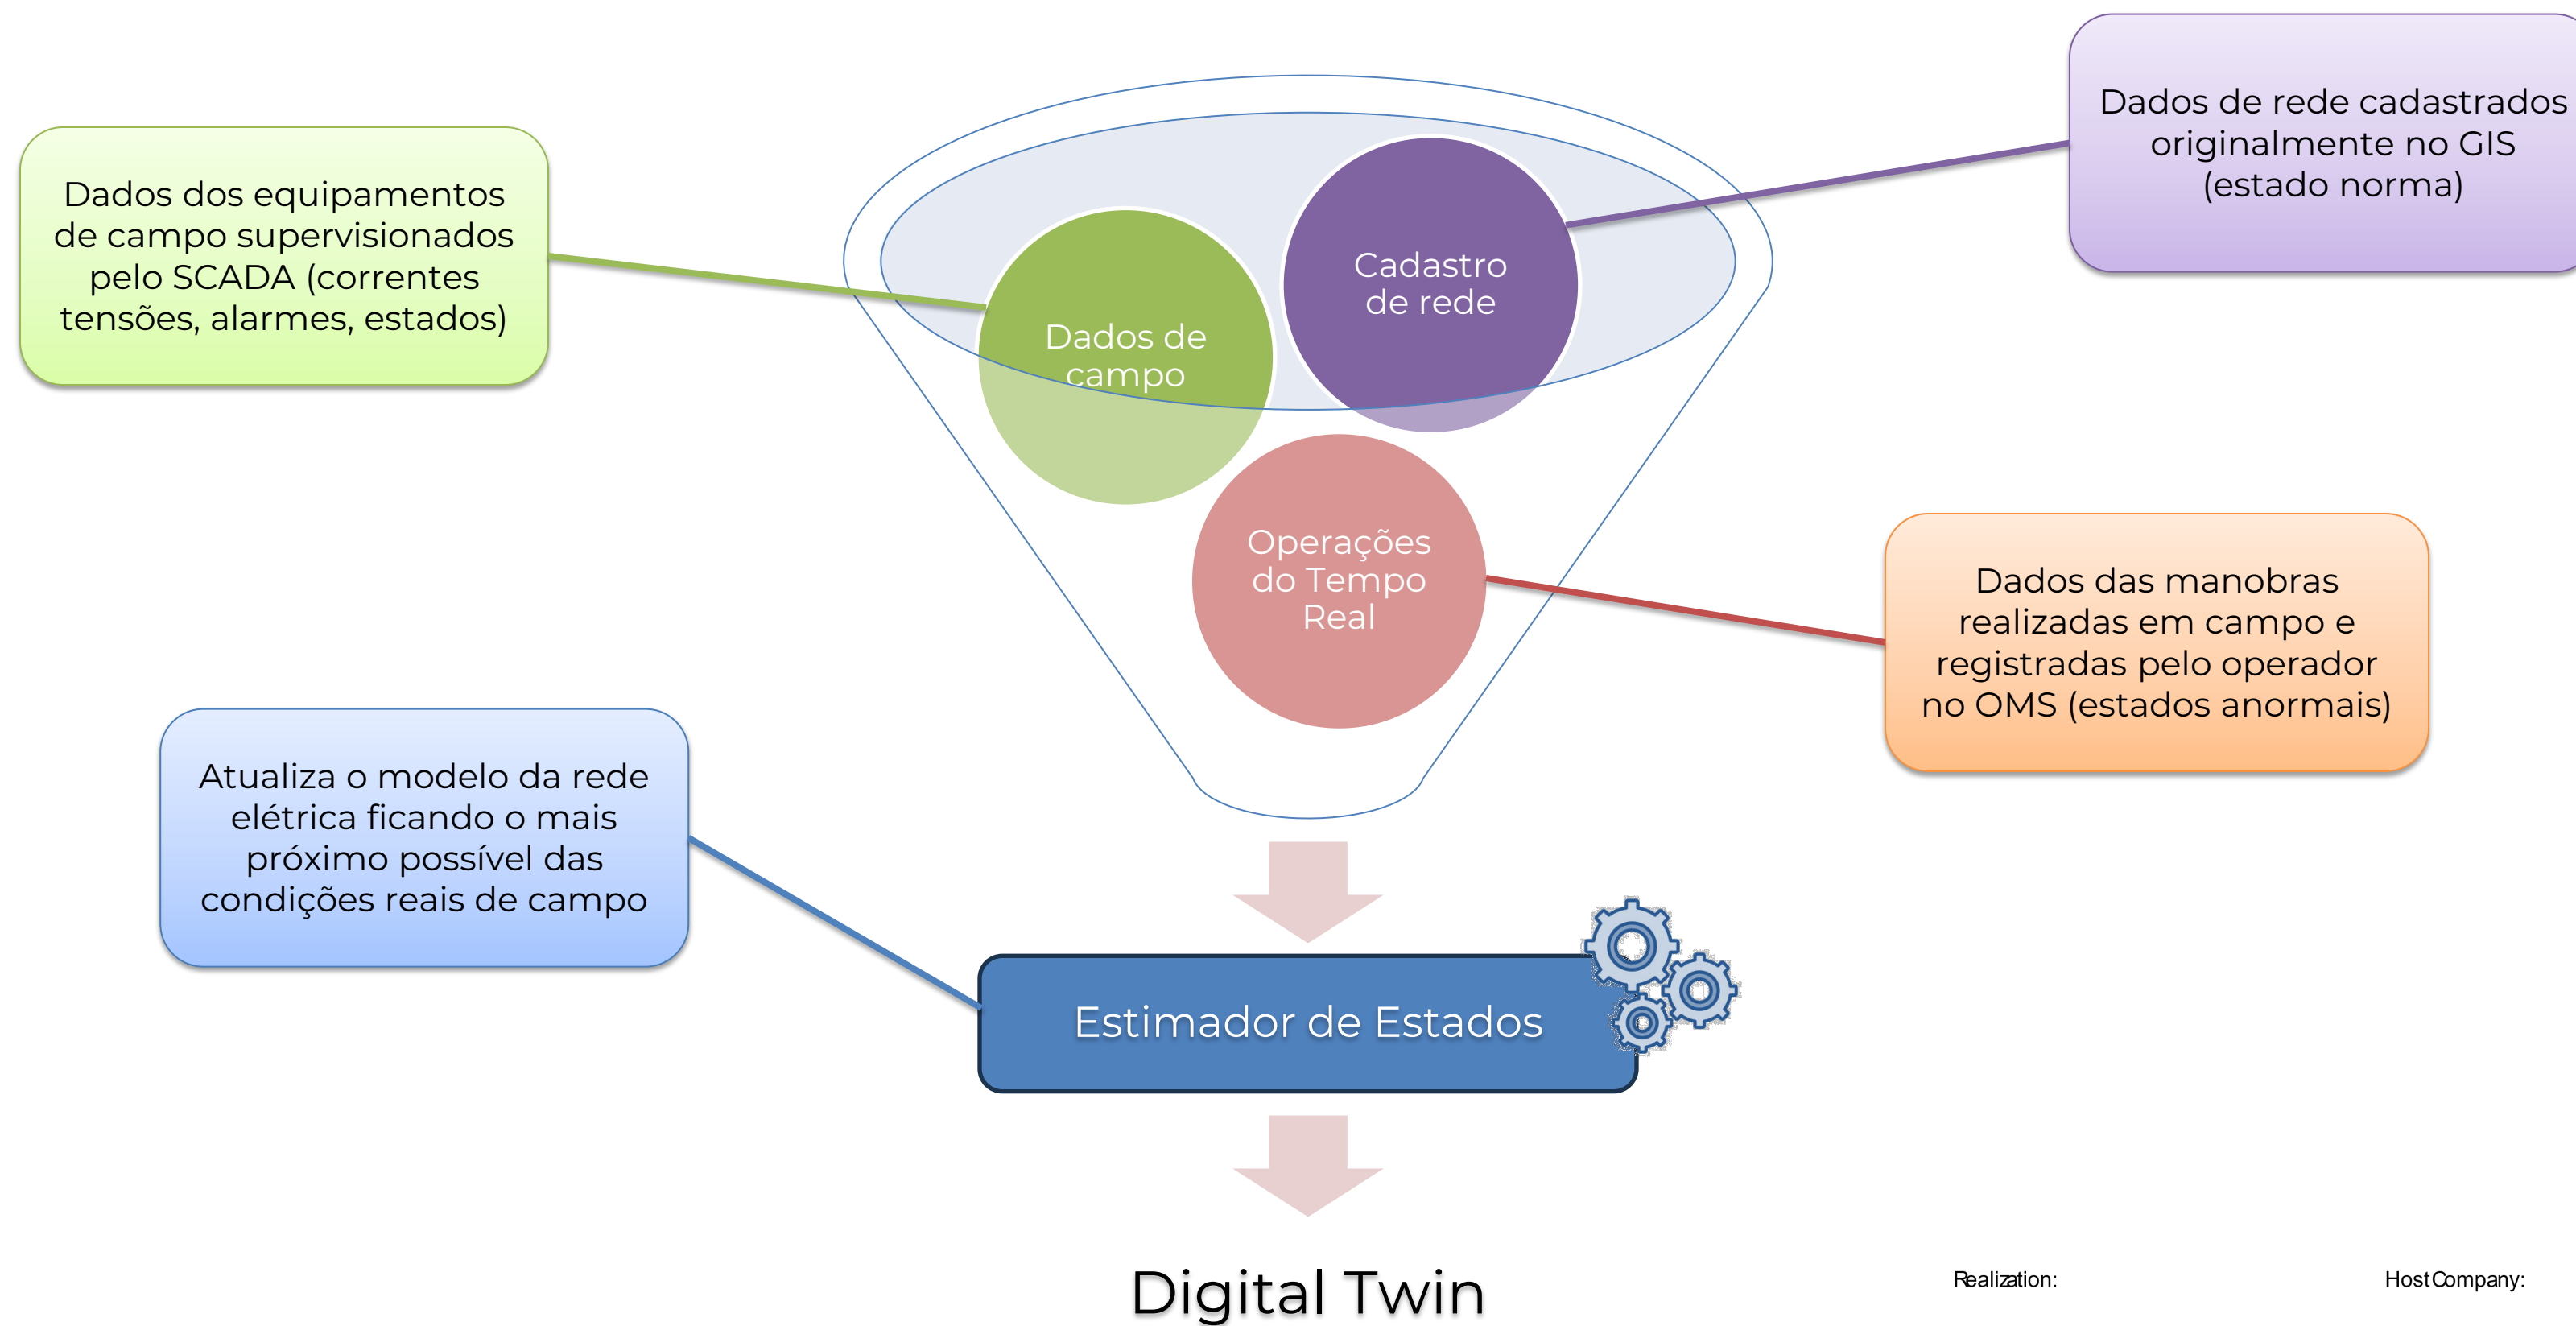 Dados de rede cadastrados
originalmente no GIS
(estado norma)
Dados dos equipamentos
de campo supervisionados
pelo SCADA (correntes
tensões, alarmes, estados)
Cadastro
de rede
Dados de
campo
Operações
do Tempo
Real
Dados das manobras
realizadas em campo e
registradas pelo operador
no OMS (estados anormais)
Atualiza o modelo da rede
elétrica ficando o mais
próximo possível das
condições reais de campo
Estimador de Estados
Digital Twin
Realization:
Host Company: